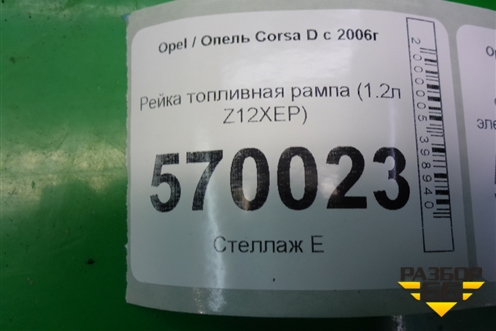 Opel / Опель Corsa D с 2006г
Рейка топливная рампа (1.2л
Z12XEP)
570023
Стеллаж Е
2000005398940
РАЗБОР